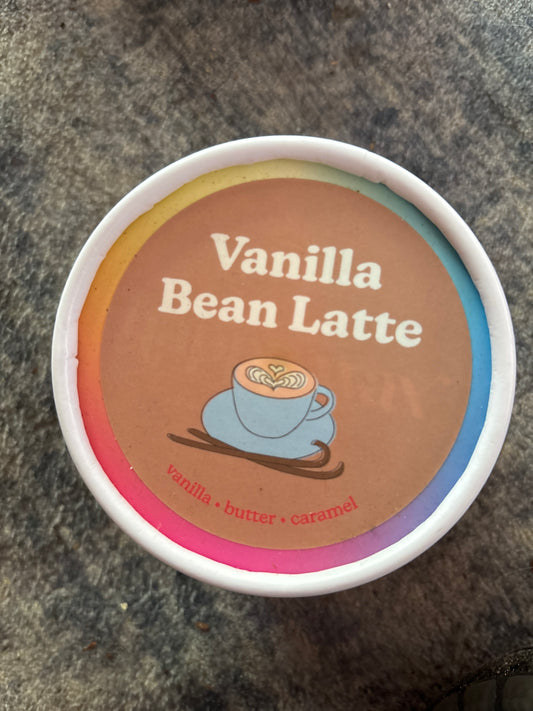 Vanilla
Bean Latte
vanilla • butter • caramel